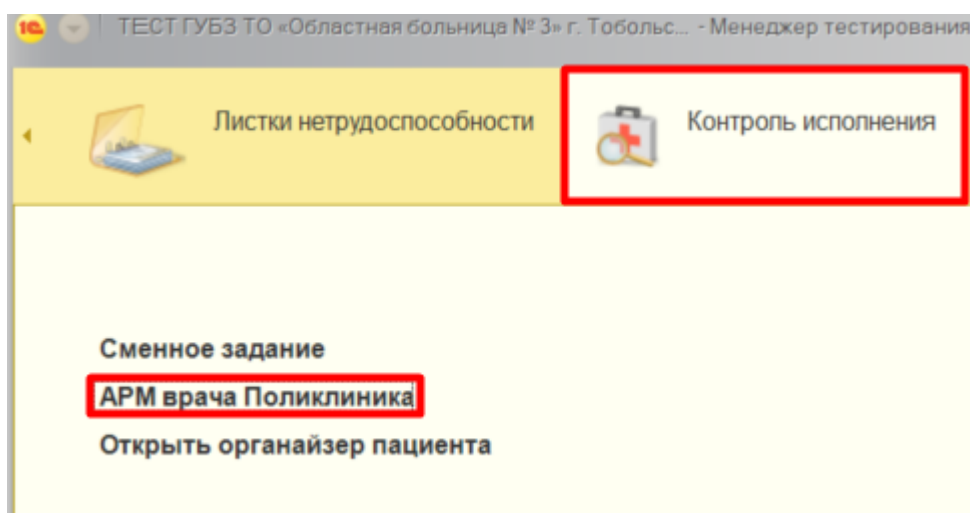 1С ТЕСТ ГУБЗ ТО «Областная больница № 3» г. Тобольс... - Менеджер тестирования
Листки нетрудоспособности
Контроль исполнения
Сменное задание
АРМ врача Поликлиника
Открыть органайзер пациента